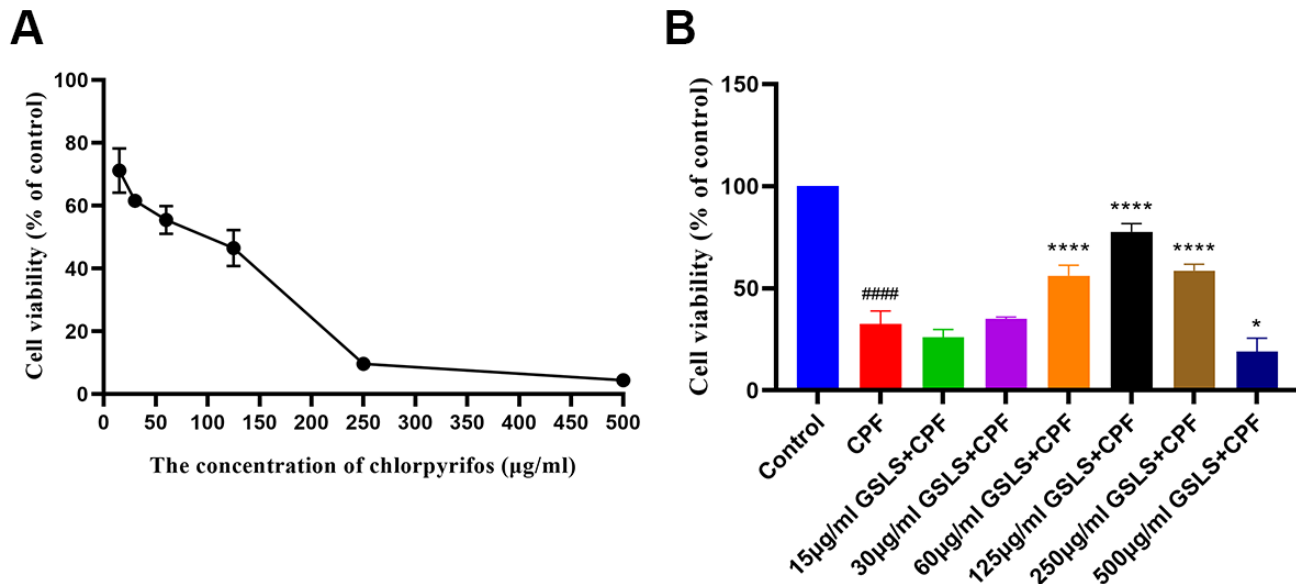 A
Cell viability (% of control)
100
80
60
40
20
0
0 50 100 150 200 250 300 350 400 450 500
The concentration of chlorpyrifos (μg/ml)
B
Cell viability (% of control)
150
100
50
0
####
****
****
****
*
Control
CPF
15μg/ml GSLS+CPF
30μg/ml GSLS+CPF
60μg/ml GSLS+CPF
125μg/ml GSLS+CPF
250μg/ml GSLS+CPF
500μg/ml GSLS+CPF